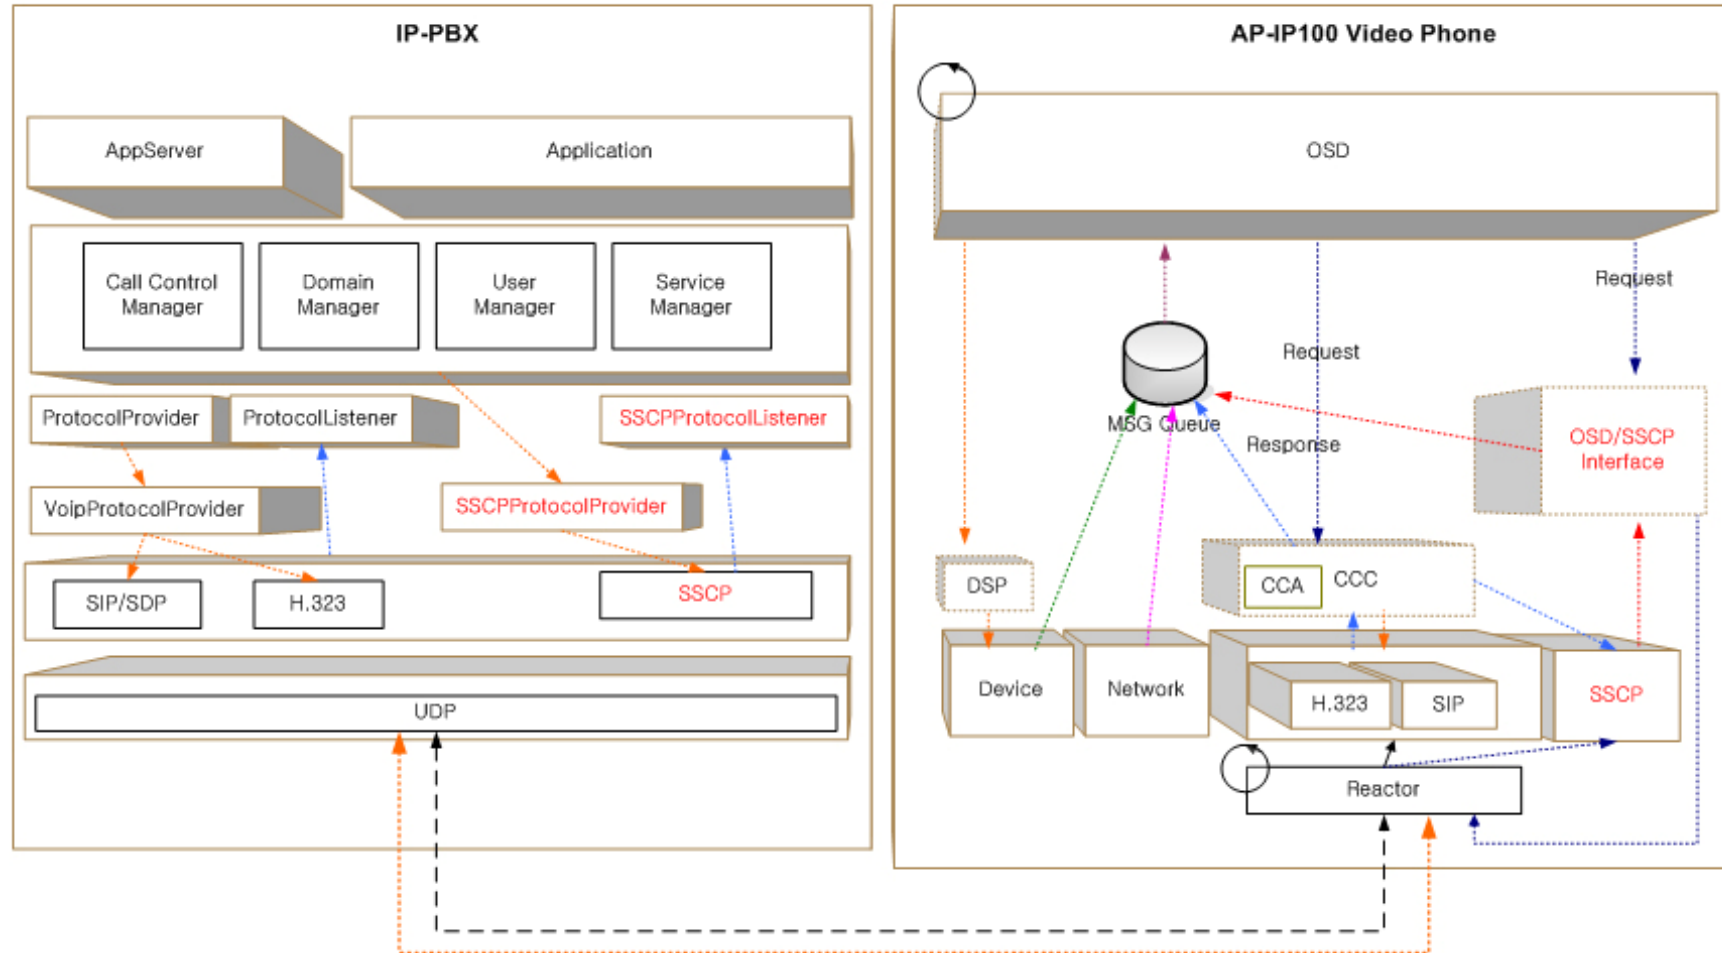 IP-PBX
AppServer
Application
Call Control
Manager
Domain
Manager
User
Manager
Service
Manager
ProtocolProvider
ProtocolListener
SSCPProtocolListener
VoipProtocolProvider
SSCPProtocolProvider
SIP/SDP
H.323
SSCP
UDP
AP-IP100 Video Phone
OSD
Request
Request
MSG Queue
Response
OSD/SSCP
Interface
DSP
CCA
CCC
Device
Network
H.323
SIP
SSCP
Reactor